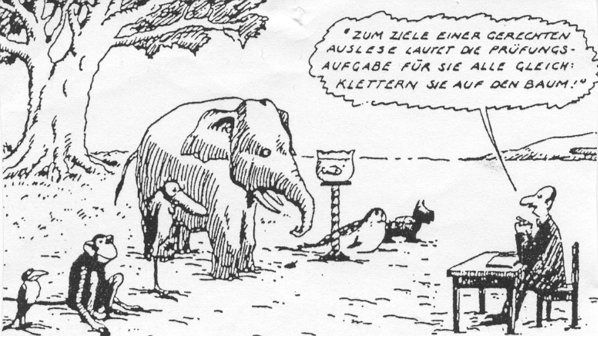 "ZUM ZIELE EINER GERECHTEN
AUSLESE LAUTET DIE PRÜFUNGS-
AUFGABE FÜR SIE ALLE GLEICH:
KLETTERN SIE AUF DEN BAUM!"